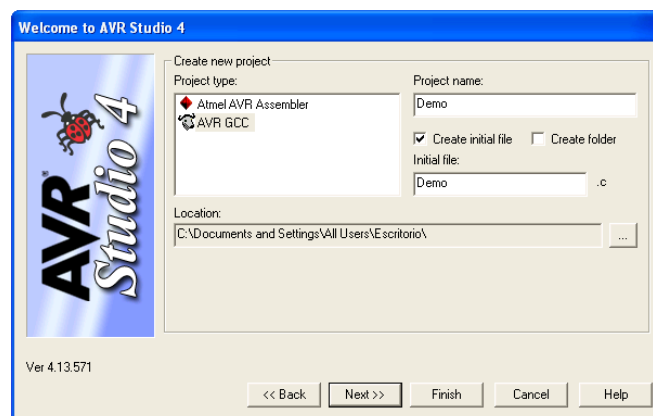 Welcome to AVR Studio 4
Create new project
Project type:
Atmel AVR Assembler
AVR GCC
Project name:
Demo
Create initial file
Create folder
Initial file:
Demo
.c
Location:
C:\Documents and Settings\All Users\Escritorio\
...
AVR
Studio 4
Ver 4.13.571
<< Back
Next >>
Finish
Cancel
Help